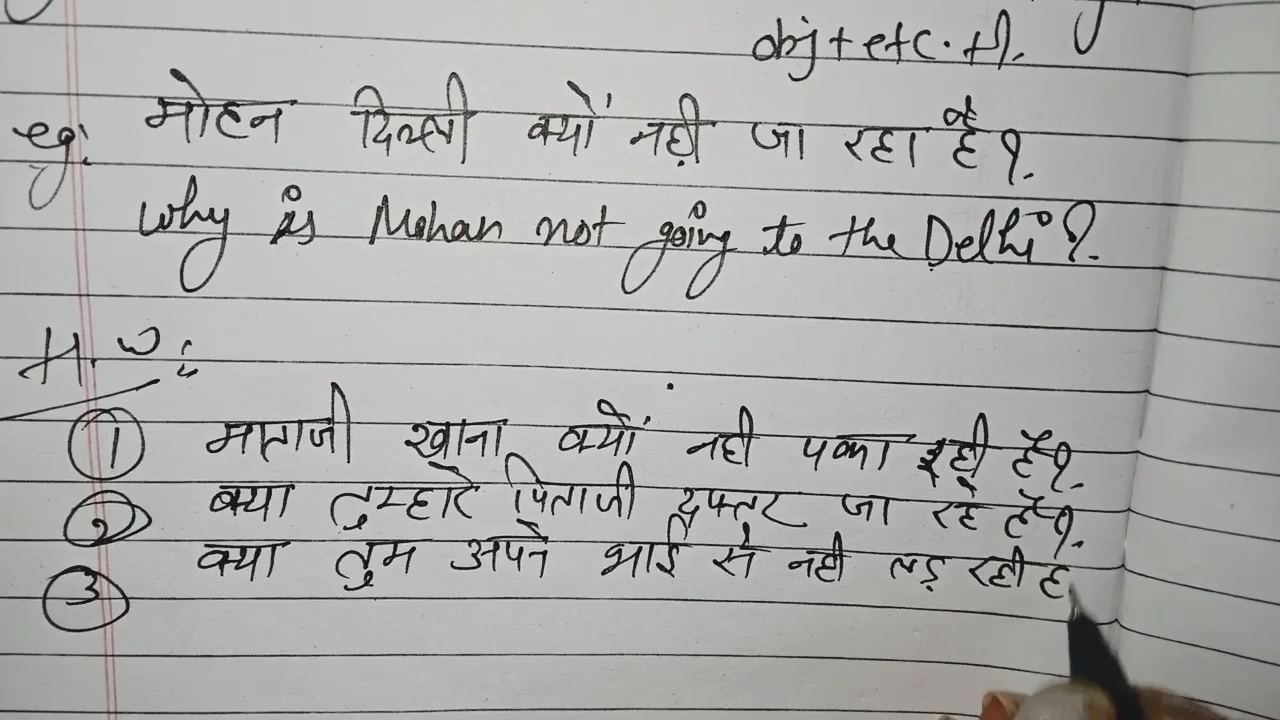 obj + etc. +?
eg: मोहन दिल्ली क्यों नही जा रहा है?
Why is Mohan not going to the Delhi?
H.W:
① माताजी खाना क्यों नही पका रही है?
② क्या तुम्हारे पिताजी दफ्तर जा रहे है?
③ क्या तुम अपने भाई से नही लड़ रही ह